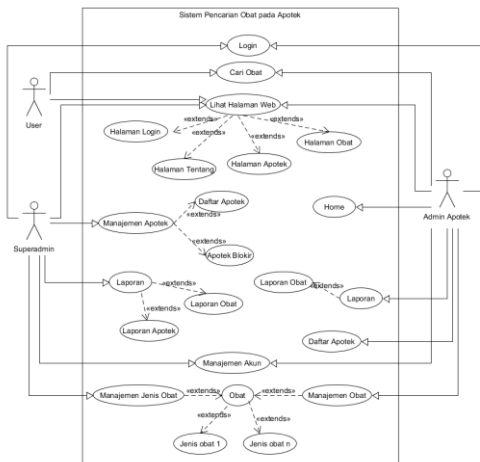 Sistem Pencarian Obat pada Apotek
Login
Cari Obat
User
Lihat Halaman Web
«extends»
«extends»
«extends»
«extends»
Halaman Login
Halaman Obat
Halaman Tentang
Halaman Apotek
Superadmin
Admin Apotek
Daftar Apotek
Home
Manajemen Apotek
«extends»
«extends»
Apotek Blokir
Laporan
«extends»
Laporan Obat
«extends»
Laporan Apotek
Laporan Obat
«extends»
Laporan
Daftar Apotek
Manajemen Akun
Manajemen Jenis Obat
«extends»
Obat
«extends»
Manajemen Obat
«extends»
«extends»
Jenis obat 1
Jenis obat n